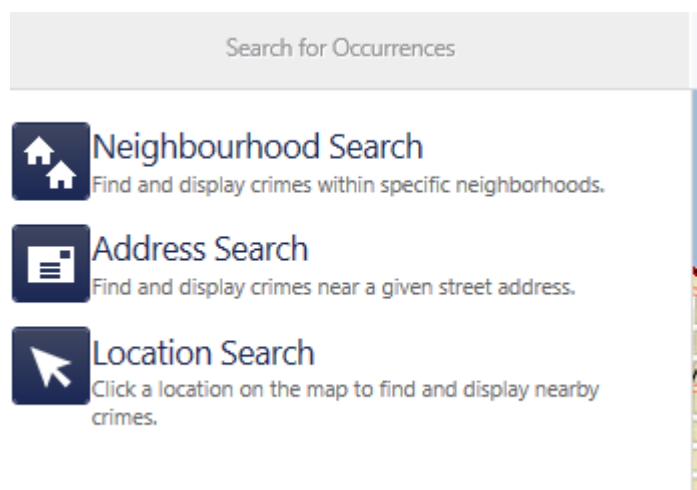 Search for Occurrences
Neighbourhood Search
Find and display crimes within specific neighborhoods.
Address Search
Find and display crimes near a given street address.
Location Search
Click a location on the map to find and display nearby
crimes.